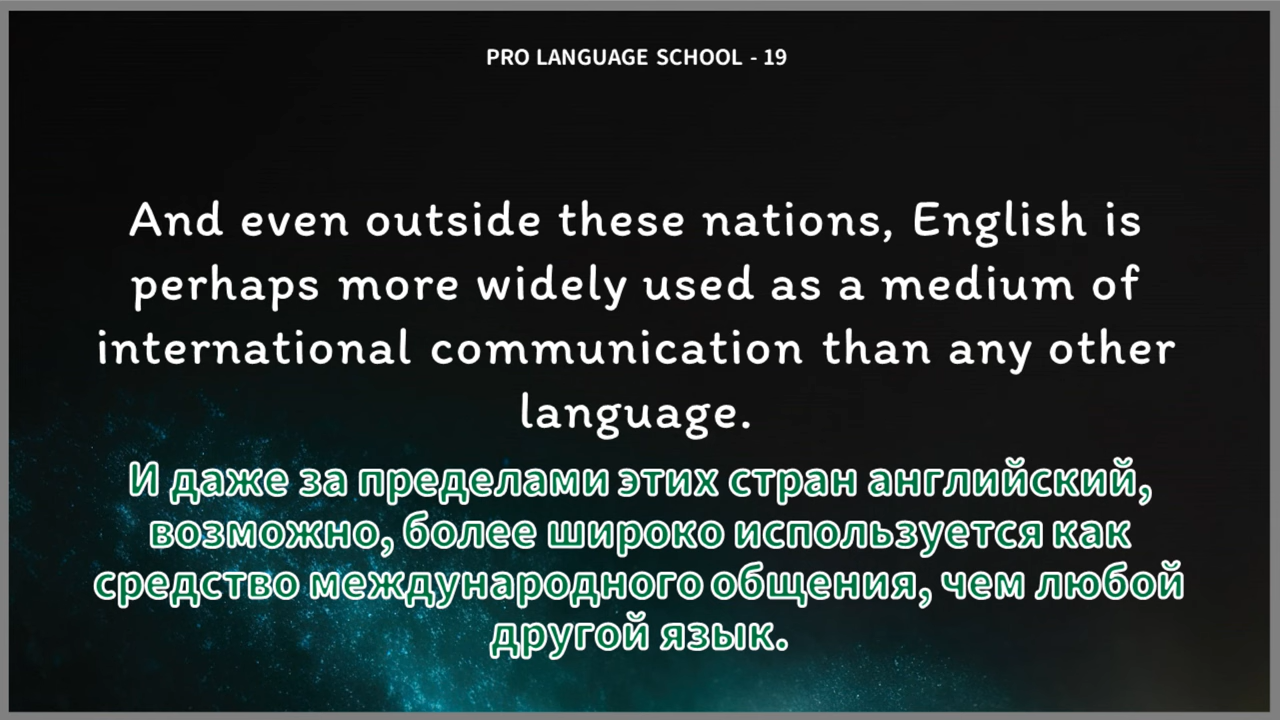 PRO LANGUAGE SCHOOL - 19
And even outside these nations, English is
perhaps more widely used as a medium of
international communication than any other
language.
И даже за пределами этих стран английский,
возможно, более широко используется как
средство международного общения, чем любой
другой язык.